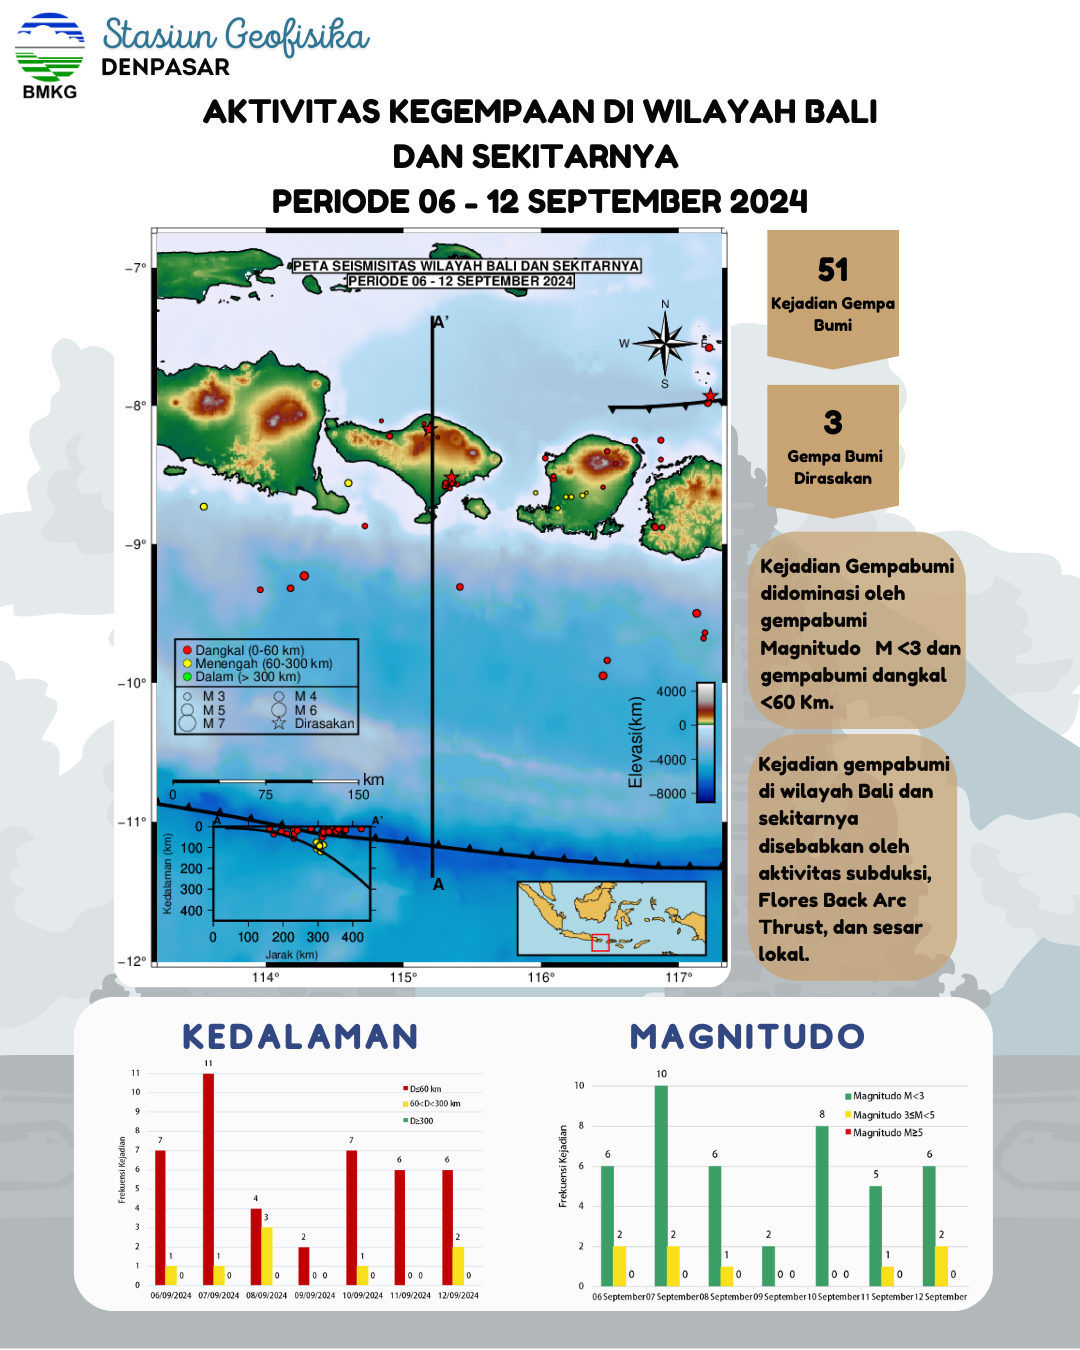 BMKG
Stasiun Geofisika
DENPASAR
AKTIVITAS KEGEMPAAN DI WILAYAH BALI
DAN SEKITARNYA
PERIODE 06 - 12 SEPTEMBER 2024
PETA SEISMISITAS WILAYAH BALI DAN SEKITARNYA
PERIODE 06 - 12 SEPTEMBER 2024
−7°
−8°
−9°
−10°
−11°
−12°
114°
115°
116°
117°
A'
A
N
W
E
S
Dangkal (0-60 km)
Menengah (60-300 km)
Dalam (> 300 km)
M 3
M 4
M 5
M 6
M 7
Dirasakan
km
0
75
150
Elevasi(km)
4000
0
−4000
−8000
A
A'
Kedalaman (km)
0
100
200
300
400
0
100
200
300
400
Jarak (km)
51
Kejadian Gempa
Bumi
3
Gempa Bumi
Dirasakan
Kejadian Gempabumi
didominasi oleh
gempabumi
Magnitudo M <3 dan
gempabumi dangkal
<60 Km.
Kejadian gempabumi
di wilayah Bali dan
sekitarnya
disebabkan oleh
aktivitas subduksi,
Flores Back Arc
Thrust, dan sesar
lokal.
KEDALAMAN
Frekuensi Kejadian
11
10
9
8
7
6
5
4
3
2
1
0
D≤60 km
60<D<300 km
D≥300
7
1
0
11
1
0
4
3
0
2
0
0
7
1
0
6
0
0
6
2
0
06/09/2024
07/09/2024
08/09/2024
09/09/2024
10/09/2024
11/09/2024
12/09/2024
MAGNITUDO
Frekuensi Kejadian
10
8
6
4
2
0
Magnitudo M<3
Magnitudo 3≤M<5
Magnitudo M≥5
6
2
0
10
2
0
6
1
0
2
0
0
8
0
0
5
1
0
6
2
0
06 September
07 September
08 September
09 September
10 September
11 September
12 September